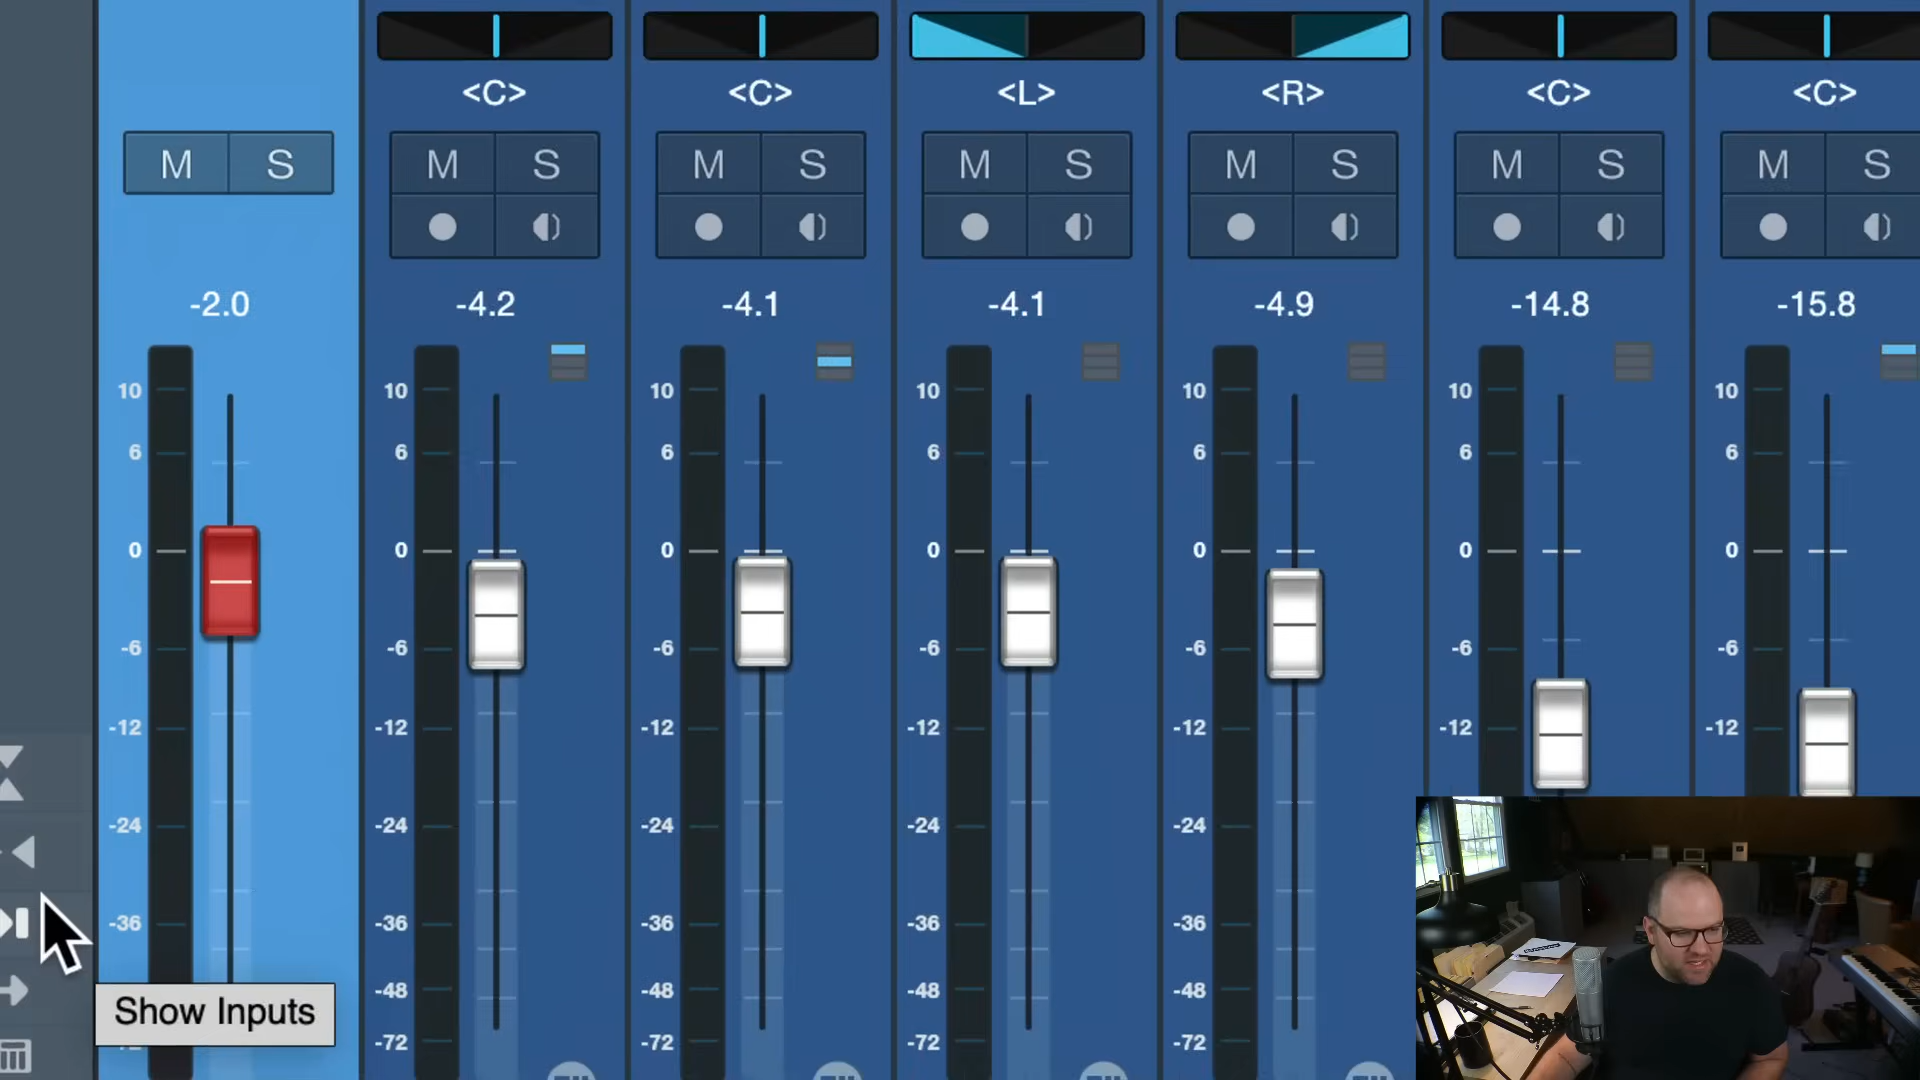 <C> <C> <L> <R> <C> <C>
M S M S M S M S M S M S M S
-2.0 -4.2 -4.1 -4.1 -4.9 -14.8 -15.8
10 10 10 10 10 10
6 6 6 6 6 6 6
0 0 0 0 0 0 0
-6 -6 -6 -6 -6 -6 -6
-12 -12 -12 -12 -12 -12 -12
-24 -24 -24 -24 -24
-36 -36 -36 -36 -36
-48 -48 -48 -48
Show Inputs
-72 -72 -72 -72